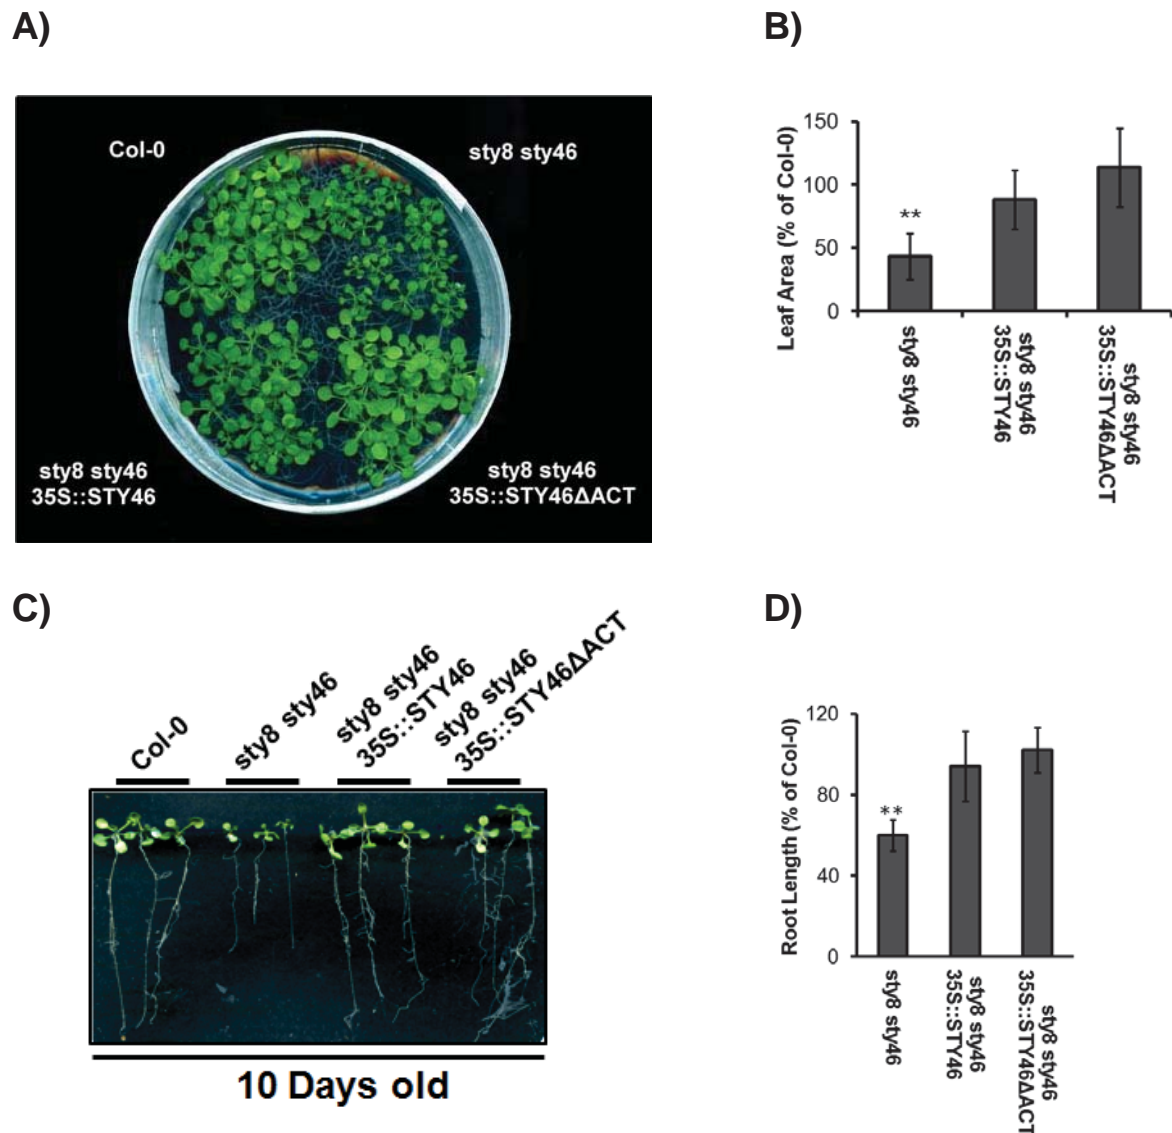 A)
Col-0
sty8 sty46
sty8 sty46
35S::STY46
sty8 sty46
35S::STY46ΔACT
B)
Leaf Area (% of Col-0)
150
100
50
0
**
sty8 sty46
sty8 sty46
35S::STY46
sty8 sty46
35S::STY46ΔACT
C)
Col-0
sty8 sty46
sty8 sty46
35S::STY46
sty8 sty46
35S::STY46ΔACT
10 Days old
D)
Root Length (% of Col-0)
120
80
40
0
**
sty8 sty46
sty8 sty46
35S::STY46
sty8 sty46
35S::STY46ΔACT